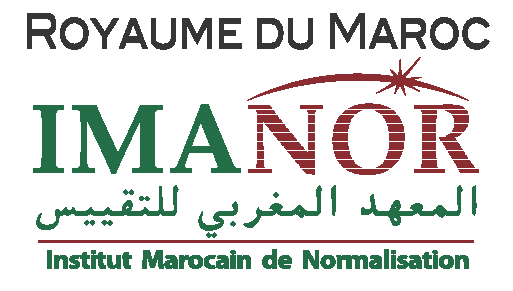 ROYAUME DU MAROC
IMANOR
المعهد المغربي للتقييس
Institut Marocain de Normalisation